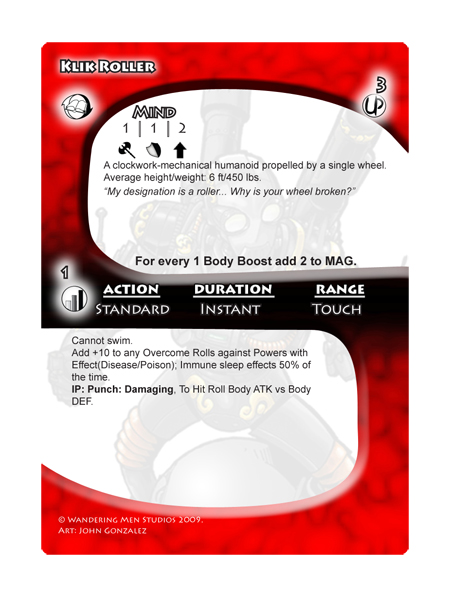 Klik Roller
3
UP
Mind
1 | 1 | 2
A clockwork-mechanical humanoid propelled by a single wheel.
Average height/weight: 6 ft/450 lbs.
“My designation is a roller... Why is your wheel broken?”
For every 1 Body Boost add 2 to MAG.
1
Action Duration Range
Standard Instant Touch
Cannot swim.
Add +10 to any Overcome Rolls against Powers with
Effect(Disease/Poison); Immune sleep effects 50% of
the time.
IP: Punch: Damaging, To Hit Roll Body ATK vs Body
DEF.
© Wandering Men Studios 2009.
Art: John Gonzalez